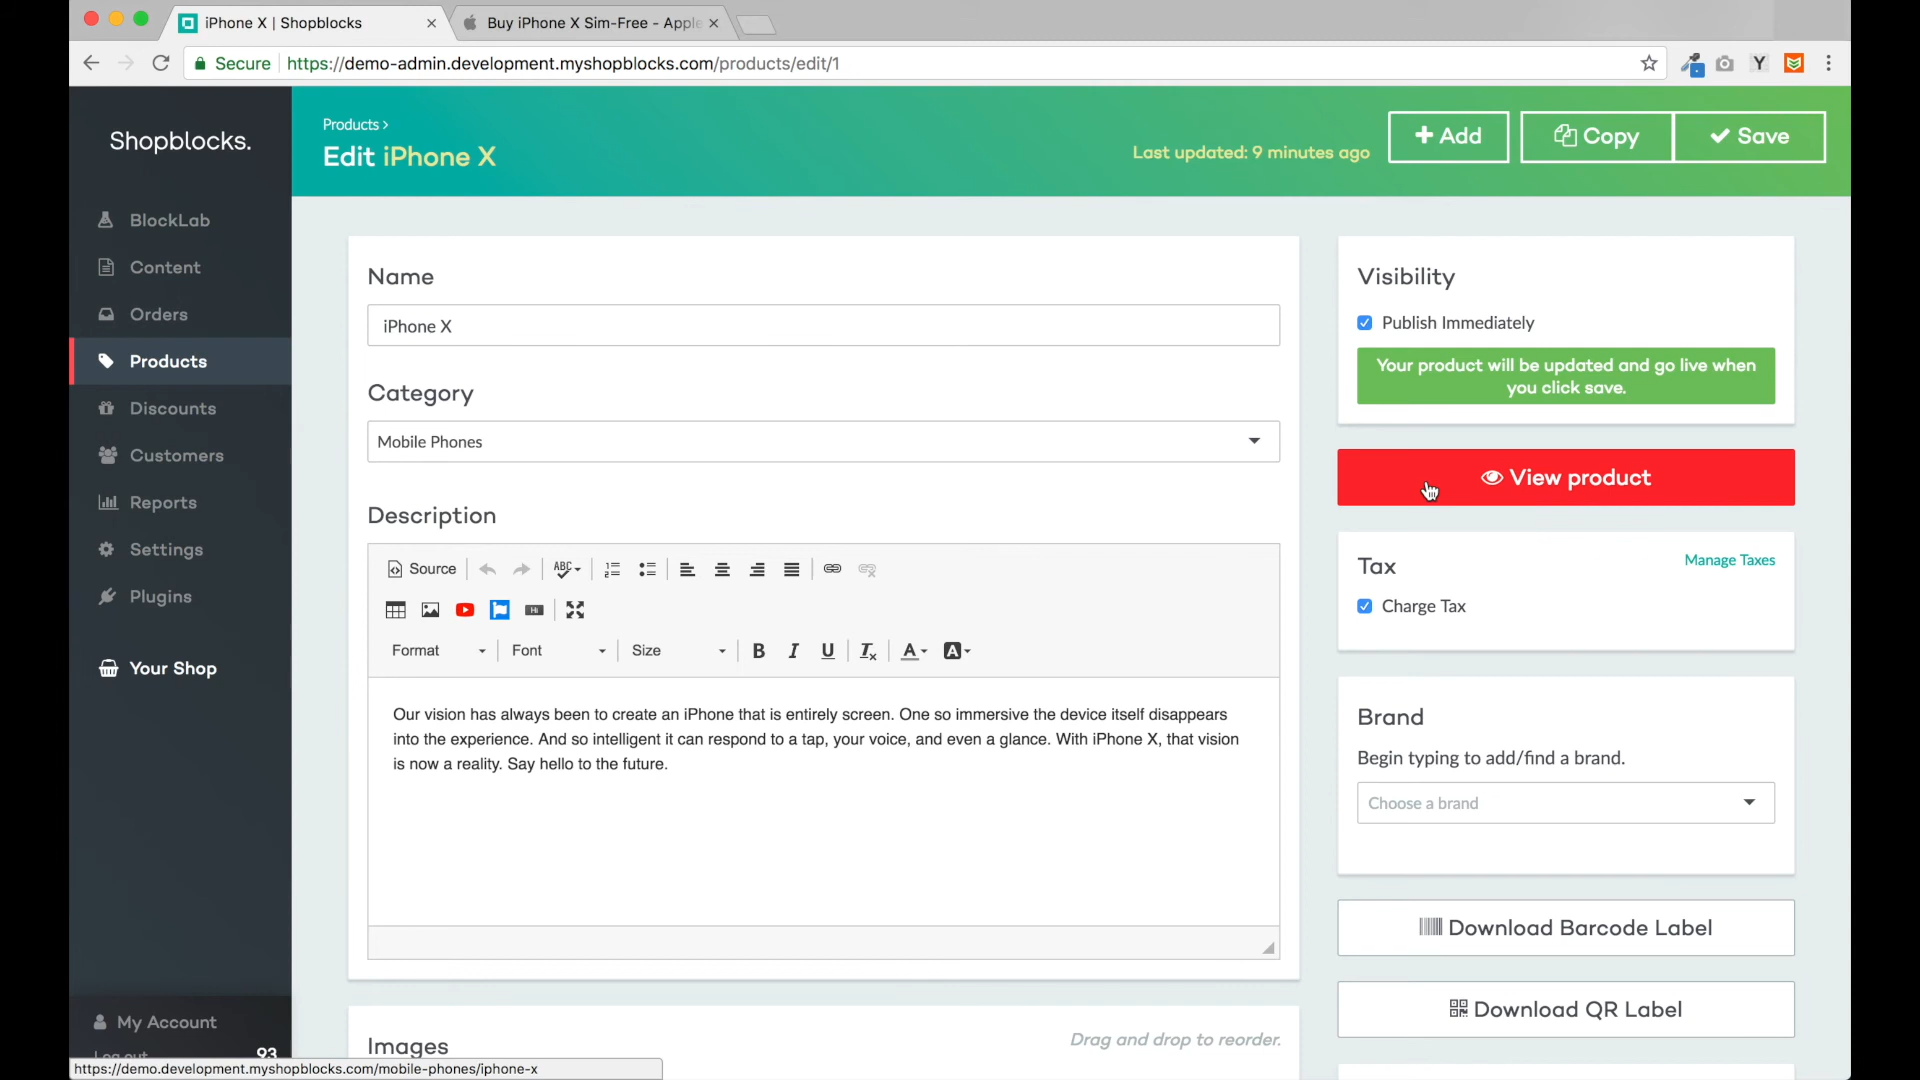 iPhone X | Shopblocks
Buy iPhone X Sim-Free - Apple
Secure
https://demo-admin.development.myshopblocks.com/products/edit/1
Shopblocks.
BlockLab
Content
Orders
Products
Discounts
Customers
Reports
Settings
Plugins
Your Shop
My Account
Log out
93
Products >
Edit iPhone X
Last updated: 9 minutes ago
Add
Copy
Save
Name
iPhone X
Category
Mobile Phones
Description
Source
ABC
Hi
Format
Font
Size
B I U Tx A A
Our vision has always been to create an iPhone that is entirely screen. One so immersive the device itself disappears
into the experience. And so intelligent it can respond to a tap, your voice, and even a glance. With iPhone X, that vision
is now a reality. Say hello to the future.
Images
Drag and drop to reorder.
Visibility
Publish Immediately
Your product will be updated and go live when
you click save.
View product
Tax
Manage Taxes
Charge Tax
Brand
Begin typing to add/find a brand.
Choose a brand
Download Barcode Label
Download QR Label
https://demo.development.myshopblocks.com/mobile-phones/iphone-x